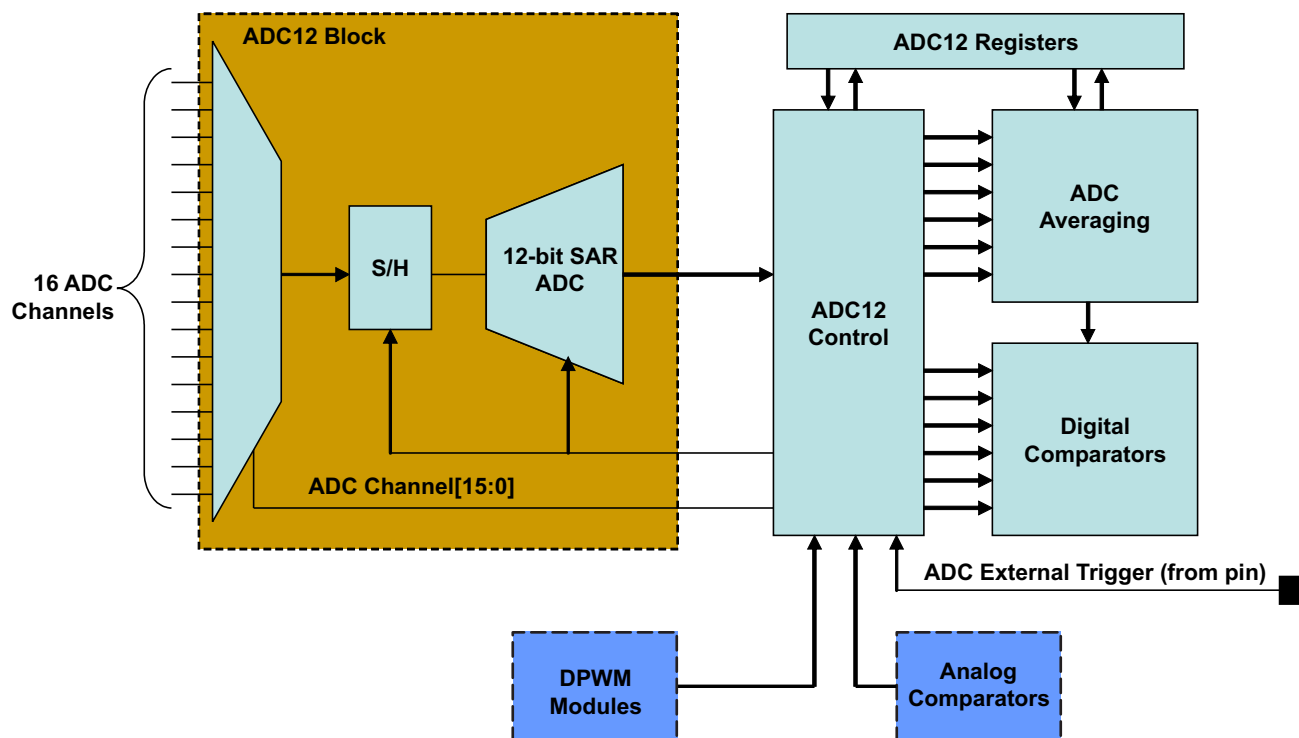 ADC12 Block
ADC12 Registers
16 ADC
Channels
S/H
12-bit SAR
ADC
ADC12
Control
ADC
Averaging
Digital
Comparators
ADC Channel[15:0]
ADC External Trigger (from pin)
DPWM
Modules
Analog
Comparators